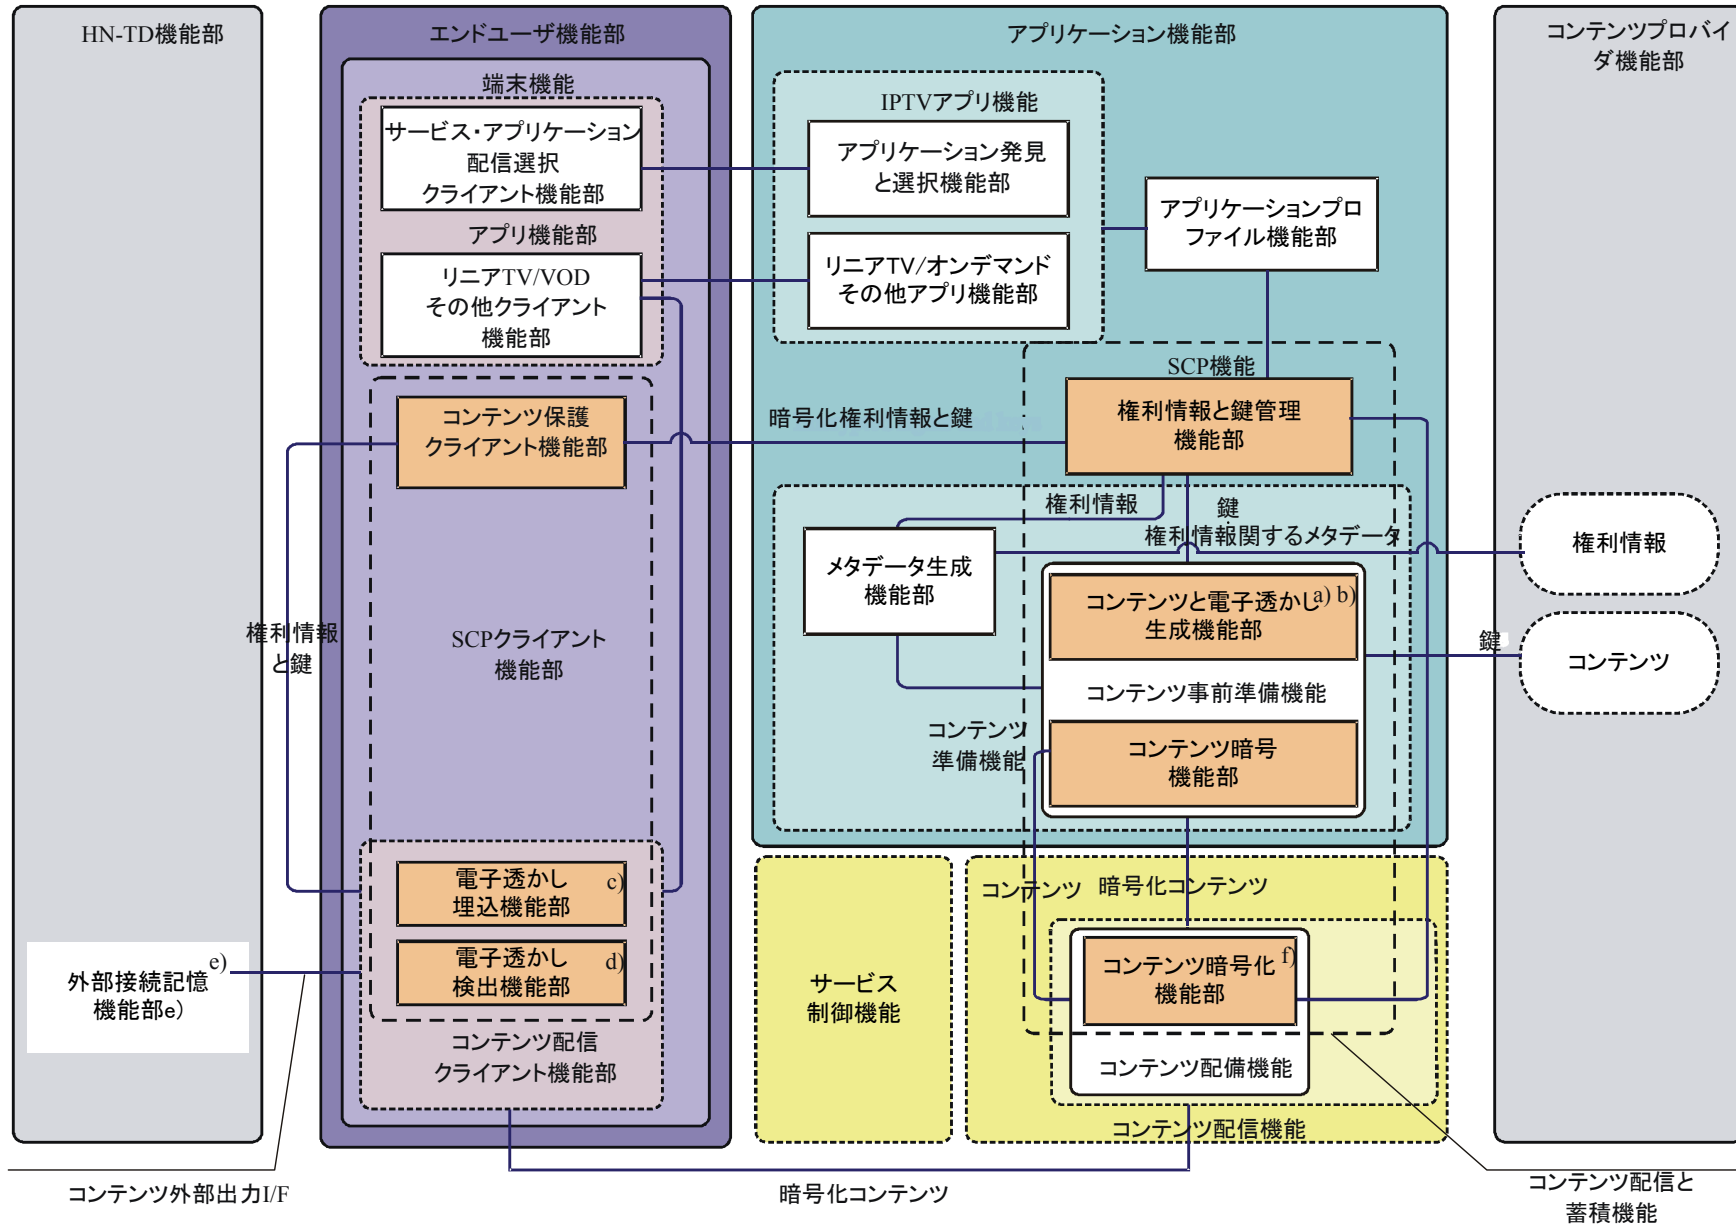 HN-TD機能部
エンドユーザ機能部
アプリケーション機能部
コンテンツプロバイ
ダ機能部
端末機能
サービス・アプリケーション
配信選択
クライアント機能部
アプリ機能部
リニアTV/VOD
その他クライアント
機能部
IPTVアプリ機能
アプリケーション発見
と選択機能部
リニアTV/オンデマンド
その他アプリ機能部
アプリケーションプロ
ファイル機能部
SCP機能
権利情報と鍵管理
機能部
コンテンツ保護
クライアント機能部
暗号化権利情報と鍵
権利情報
鍵
権利情報関するメタデータ
メタデータ生成
機能部
コンテンツと電子透かし a) b)
生成機能部
コンテンツ事前準備機能
コンテンツ暗号
機能部
コンテンツ
準備機能
権利情報
鍵
コンテンツ
権利情報
と鍵
SCPクライアント
機能部
電子透かし c)
埋込機能部
電子透かし d)
検出機能部
コンテンツ配信
クライアント機能部
外部接続記憶 e)
機能部e)
サービス
制御機能
コンテンツ
暗号化コンテンツ
コンテンツ暗号化 f)
機能部
コンテンツ配備機能
コンテンツ配信機能
コンテンツ外部出力I/F
暗号化コンテンツ
コンテンツ配信と
蓄積機能